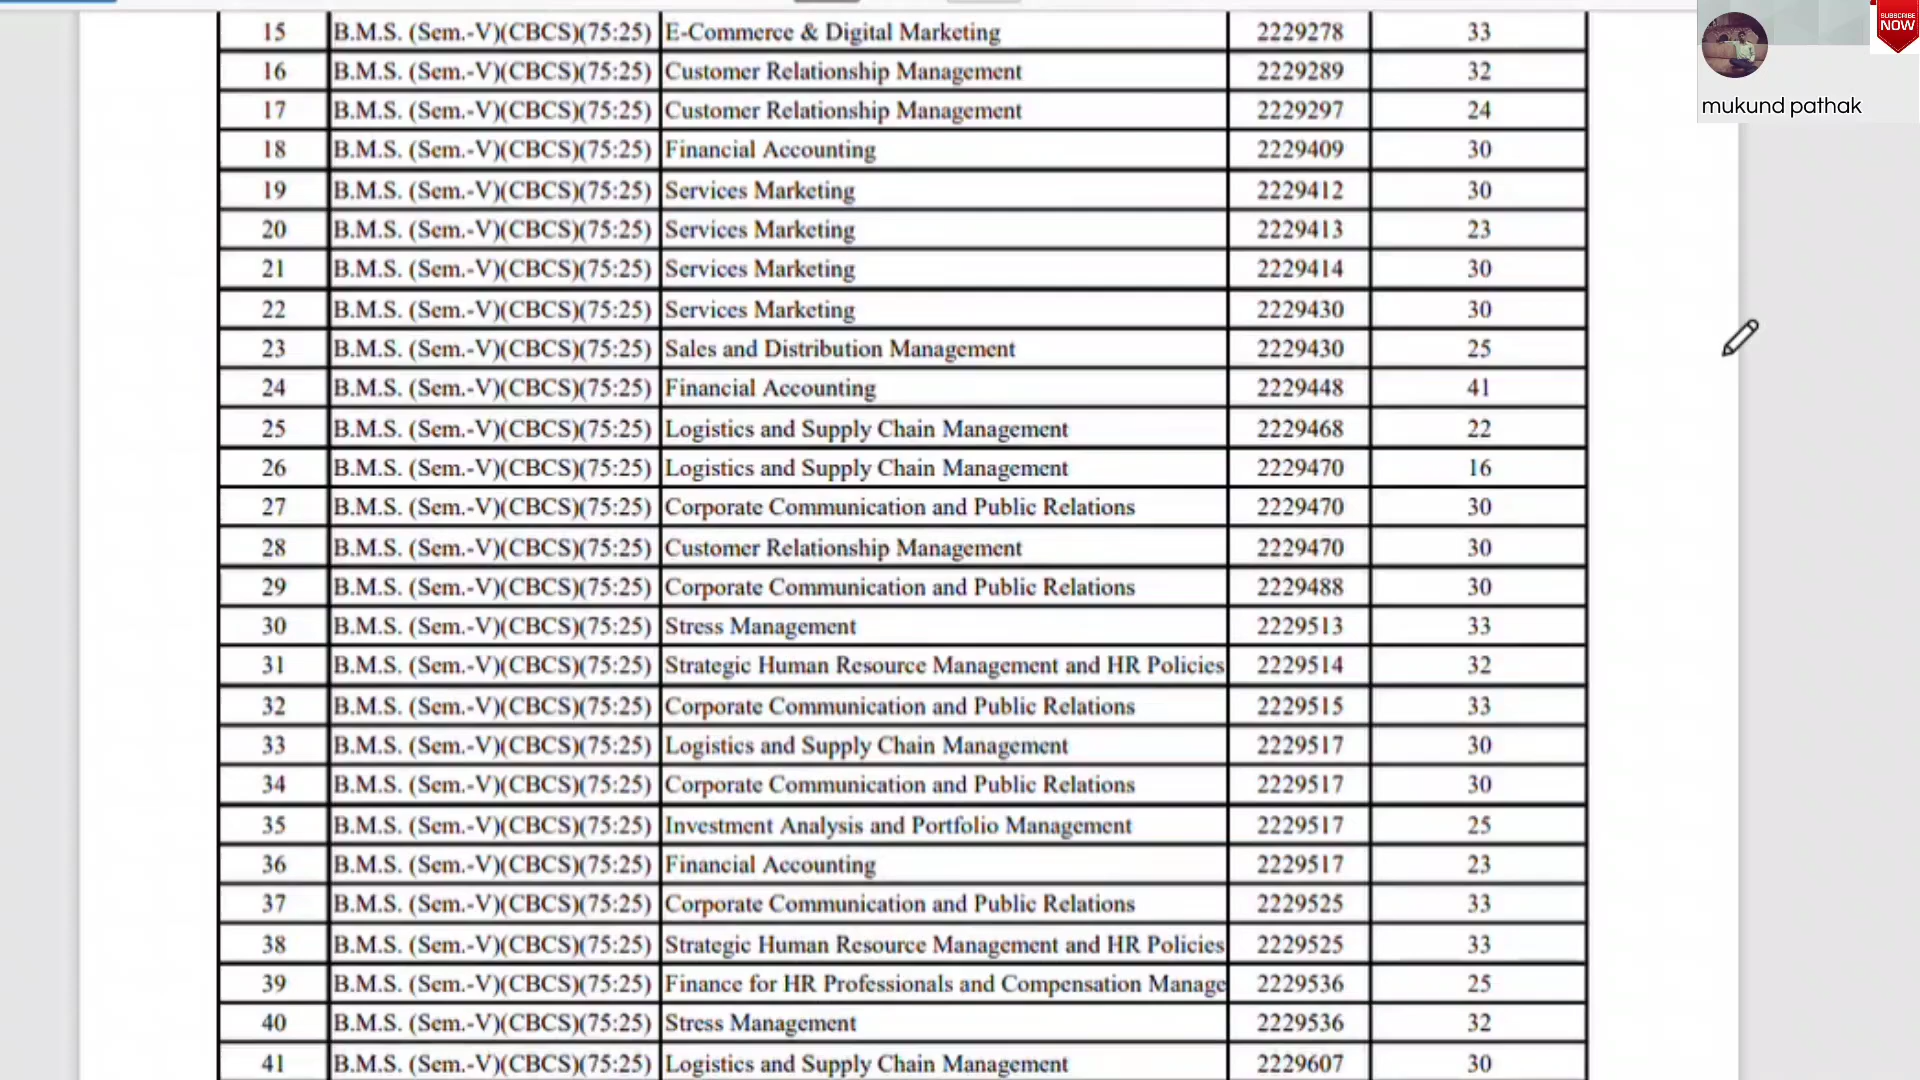 15 B.M.S. (Sem.-V)(CBCS)(75:25) E-Commerce & Digital Marketing 2229278 33
16 B.M.S. (Sem.-V)(CBCS)(75:25) Customer Relationship Management 2229289 32
17 B.M.S. (Sem.-V)(CBCS)(75:25) Customer Relationship Management 2229297 24
18 B.M.S. (Sem.-V)(CBCS)(75:25) Financial Accounting 2229409 30
19 B.M.S. (Sem.-V)(CBCS)(75:25) Services Marketing 2229412 30
20 B.M.S. (Sem.-V)(CBCS)(75:25) Services Marketing 2229413 23
21 B.M.S. (Sem.-V)(CBCS)(75:25) Services Marketing 2229414 30
22 B.M.S. (Sem.-V)(CBCS)(75:25) Services Marketing 2229430 30
23 B.M.S. (Sem.-V)(CBCS)(75:25) Sales and Distribution Management 2229430 25
24 B.M.S. (Sem.-V)(CBCS)(75:25) Financial Accounting 2229448 41
25 B.M.S. (Sem.-V)(CBCS)(75:25) Logistics and Supply Chain Management 2229468 22
26 B.M.S. (Sem.-V)(CBCS)(75:25) Logistics and Supply Chain Management 2229470 16
27 B.M.S. (Sem.-V)(CBCS)(75:25) Corporate Communication and Public Relations 2229470 30
28 B.M.S. (Sem.-V)(CBCS)(75:25) Customer Relationship Management 2229470 30
29 B.M.S. (Sem.-V)(CBCS)(75:25) Corporate Communication and Public Relations 2229488 30
30 B.M.S. (Sem.-V)(CBCS)(75:25) Stress Management 2229513 33
31 B.M.S. (Sem.-V)(CBCS)(75:25) Strategic Human Resource Management and HR Policies 2229514 32
32 B.M.S. (Sem.-V)(CBCS)(75:25) Corporate Communication and Public Relations 2229515 33
33 B.M.S. (Sem.-V)(CBCS)(75:25) Logistics and Supply Chain Management 2229517 30
34 B.M.S. (Sem.-V)(CBCS)(75:25) Corporate Communication and Public Relations 2229517 30
35 B.M.S. (Sem.-V)(CBCS)(75:25) Investment Analysis and Portfolio Management 2229517 25
36 B.M.S. (Sem.-V)(CBCS)(75:25) Financial Accounting 2229517 23
37 B.M.S. (Sem.-V)(CBCS)(75:25) Corporate Communication and Public Relations 2229525 33
38 B.M.S. (Sem.-V)(CBCS)(75:25) Strategic Human Resource Management and HR Policies 2229525 33
39 B.M.S. (Sem.-V)(CBCS)(75:25) Finance for HR Professionals and Compensation Manage 2229536 25
40 B.M.S. (Sem.-V)(CBCS)(75:25) Stress Management 2229536 32
41 B.M.S. (Sem.-V)(CBCS)(75:25) Logistics and Supply Chain Management 2229607 30
SUBSCRIBE
NOW
mukund pathak